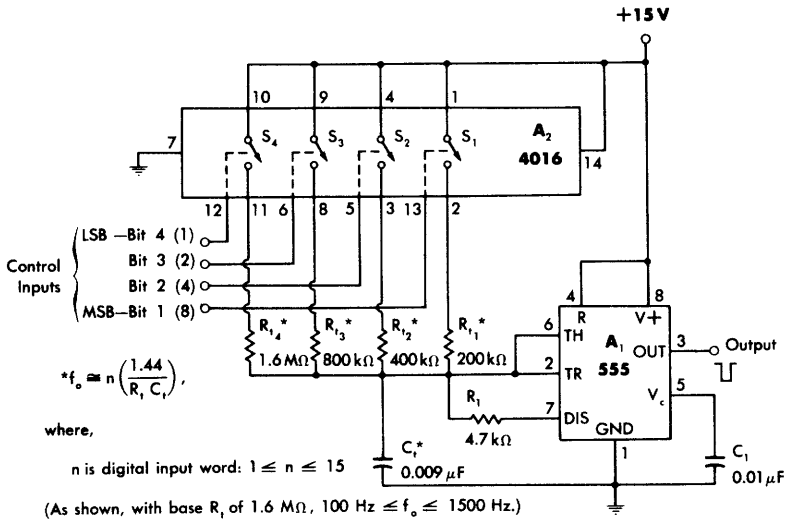 +15 V
10 9 4 1
S₄ S₃ S₂ S₁
A₂
4016
7
14
12 11 6 8 5 3 13 2
Control
Inputs
LSB —Bit 4 (1)
Bit 3 (2)
Bit 2 (4)
MSB—Bit 1 (8)
Rₜ₄* Rₜ₃* Rₜ₂* Rₜ₁*
1.6 MΩ 800 kΩ 400 kΩ 200 kΩ
4 8
R V+
6
TH
A₁
OUT 3 Output
2
TR
555
5
V꜀
R₁
7 DIS
4.7 kΩ
GND
1
*fₒ ≅ n (1.44 / Rₜ Cₜ),
where,
Cₜ*
0.009 μF
C₁
0.01 μF
n is digital input word: 1 ≤ n ≤ 15
(As shown, with base Rₜ of 1.6 MΩ, 100 Hz ≤ fₒ ≤ 1500 Hz.)